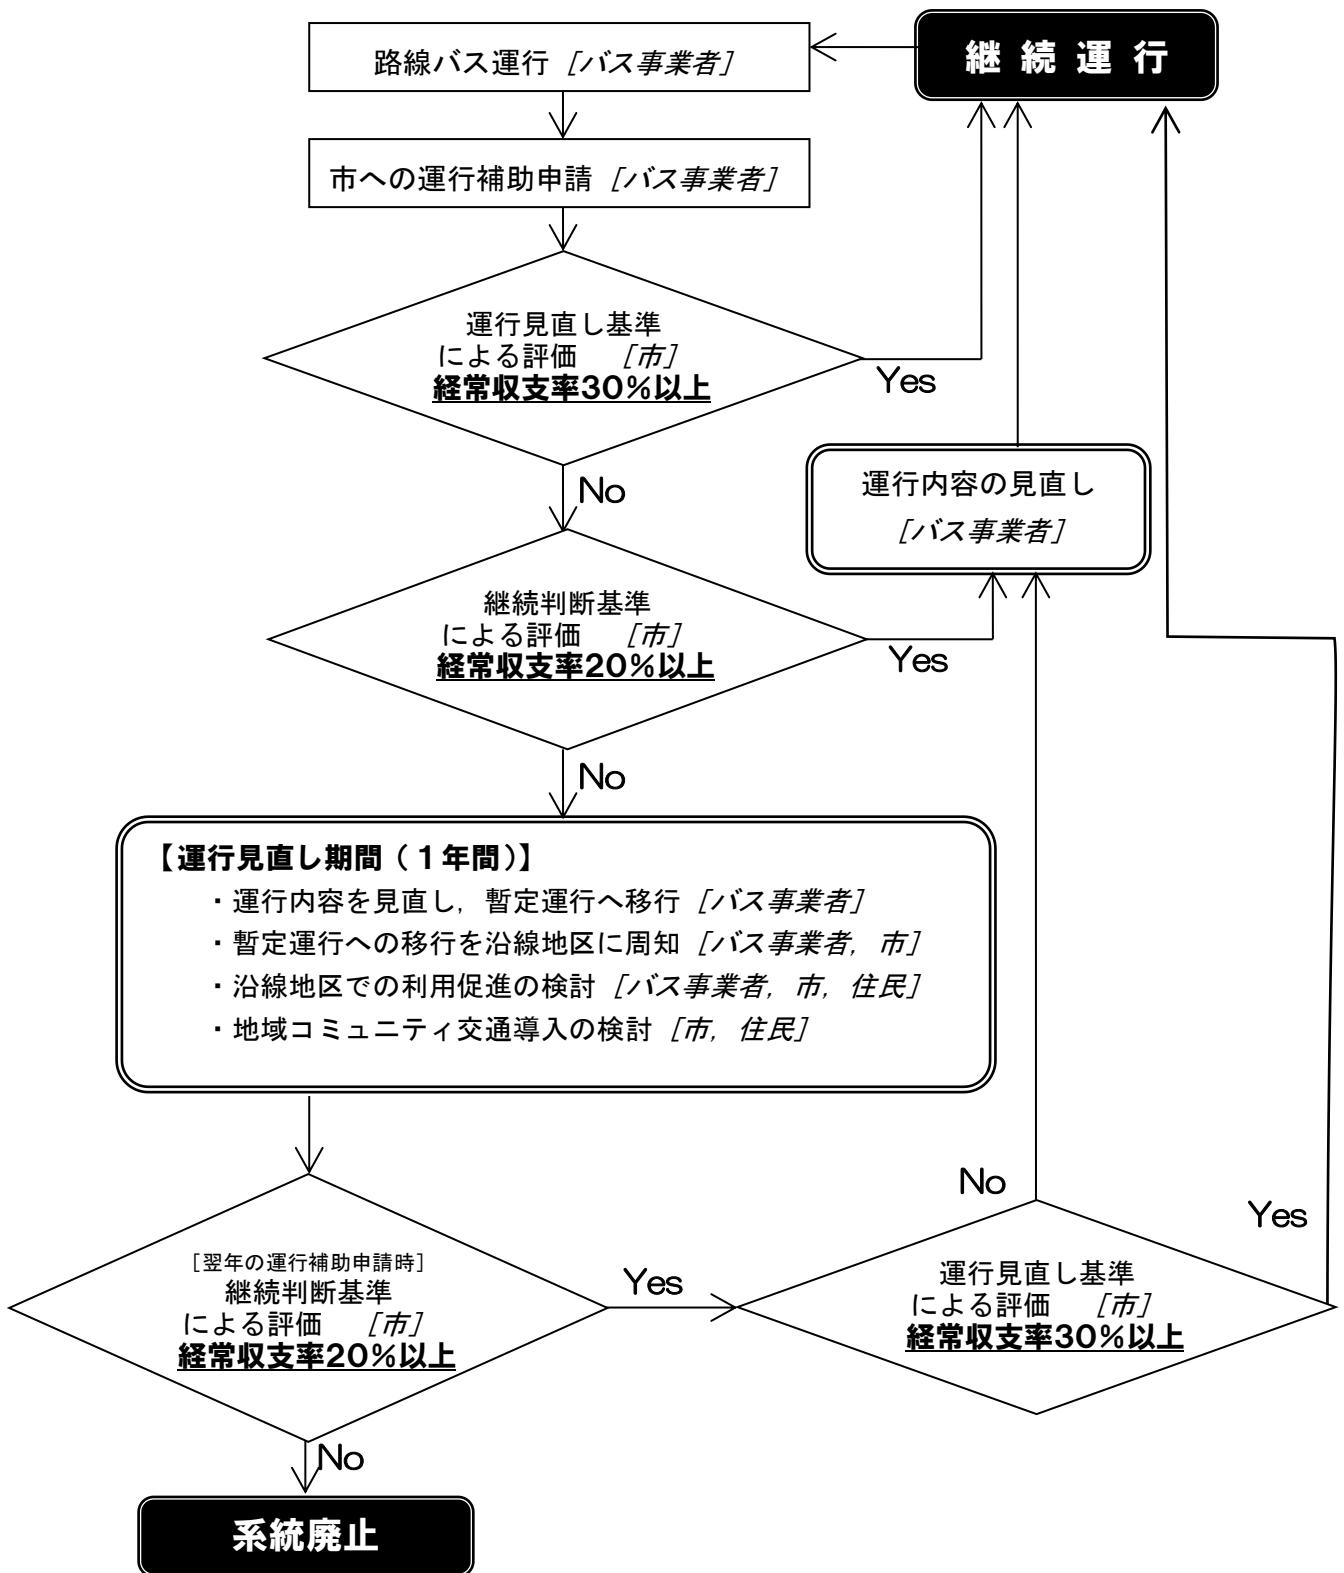 路線バス運行［バス事業者］
継 続 運 行
市への運行補助申請［バス事業者］
運行見直し基準
による評価　［市］
経常収支率30％以上
Yes
No
運行内容の見直し
［バス事業者］
継続判断基準
による評価　［市］
経常収支率20％以上
Yes
No
【運行見直し期間（１年間）】
・運行内容を見直し，暫定運行へ移行［バス事業者］
・暫定運行への移行を沿線地区に周知［バス事業者，市］
・沿線地区での利用促進の検討［バス事業者，市，住民］
・地域コミュニティ交通導入の検討［市，住民］
［翌年の運行補助申請時］
継続判断基準
による評価　［市］
経常収支率20％以上
Yes
No
運行見直し基準
による評価　［市］
経常収支率30％以上
No
Yes
系統廃止